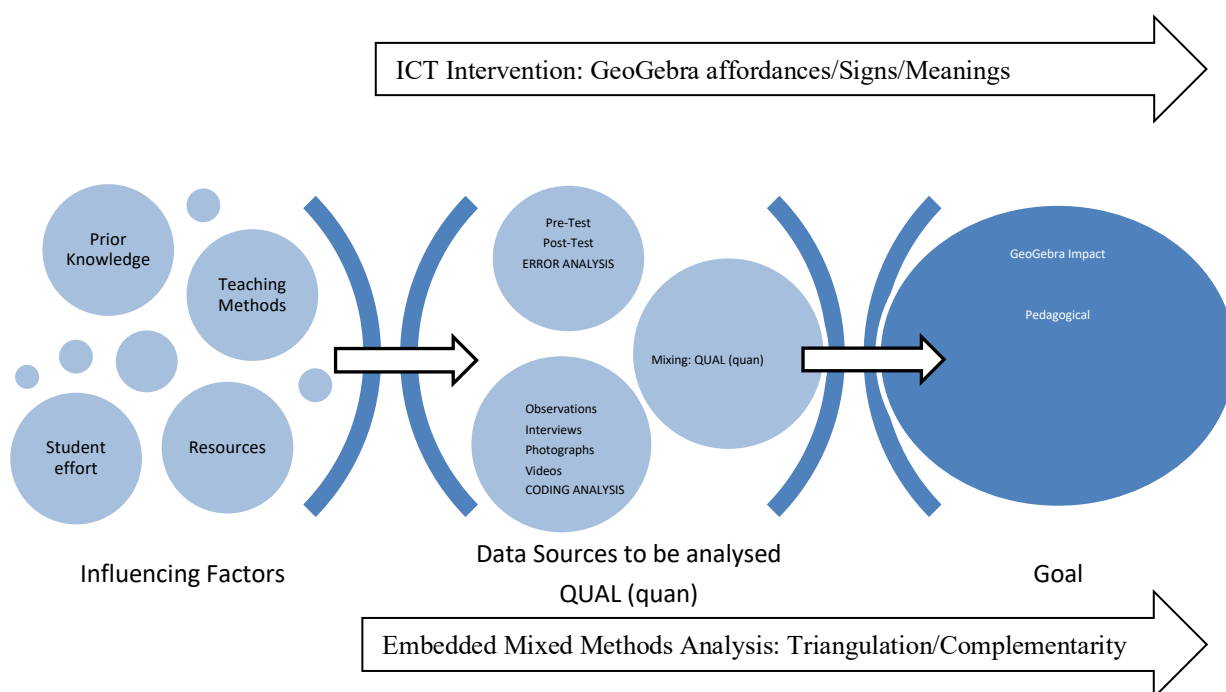 ICT Intervention: GeoGebra affordances/Signs/Meanings
Prior
Knowledge
Teaching
Methods
Student
effort
Resources
Influencing Factors
Pre-Test
Post-Test
ERROR ANALYSIS
Mixing: QUAL (quan)
Observations
Interviews
Photographs
Videos
CODING ANALYSIS
Data Sources to be analysed
QUAL (quan)
GeoGebra Impact
Pedagogical
Goal
Embedded Mixed Methods Analysis: Triangulation/Complementarity